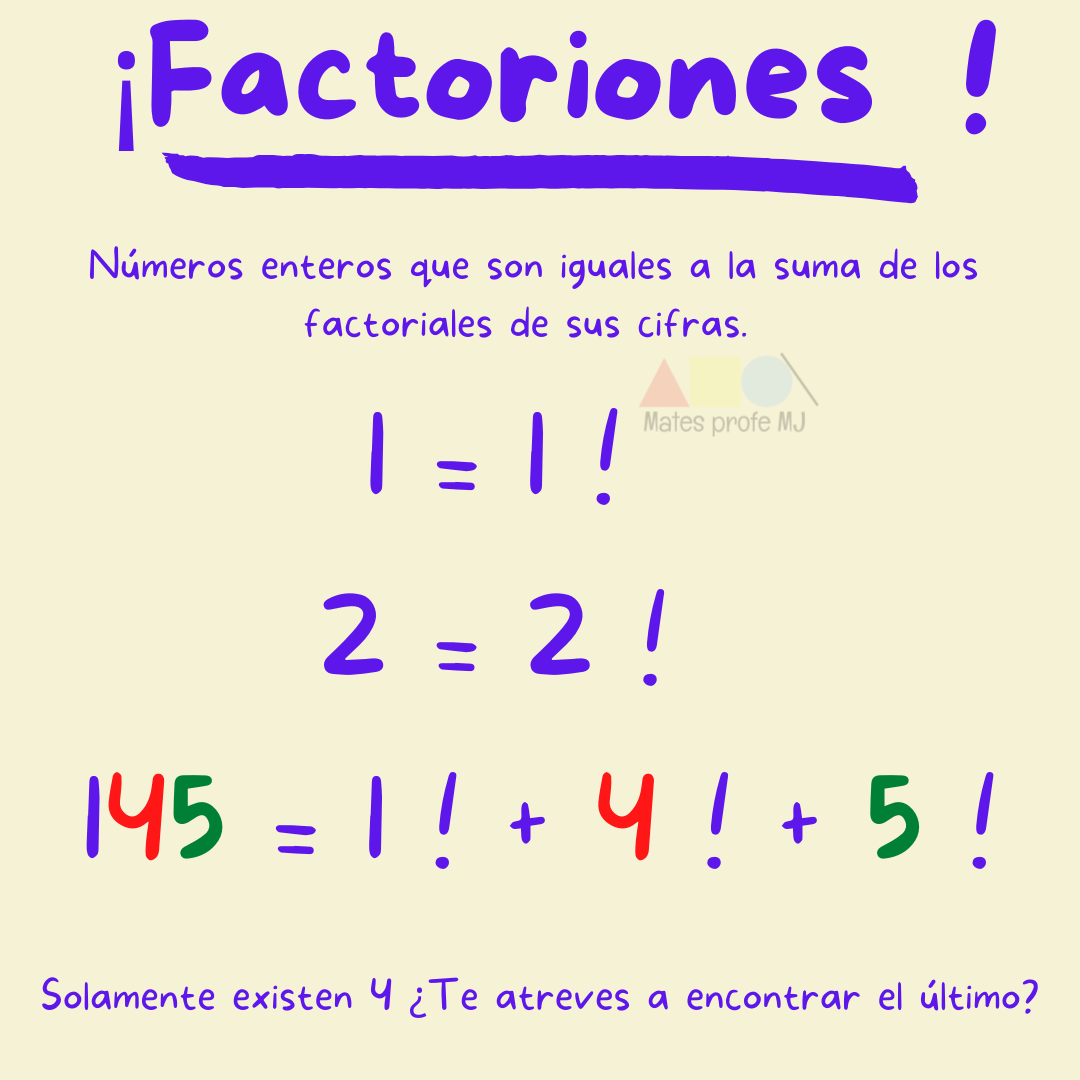 ¡Factoriones !
Números enteros que son iguales a la suma de los
factoriales de sus cifras.
Mates profe MJ
1 = 1 !
2 = 2 !
145 = 1 ! + 4 ! + 5 !
Solamente existen 4 ¿Te atreves a encontrar el último?